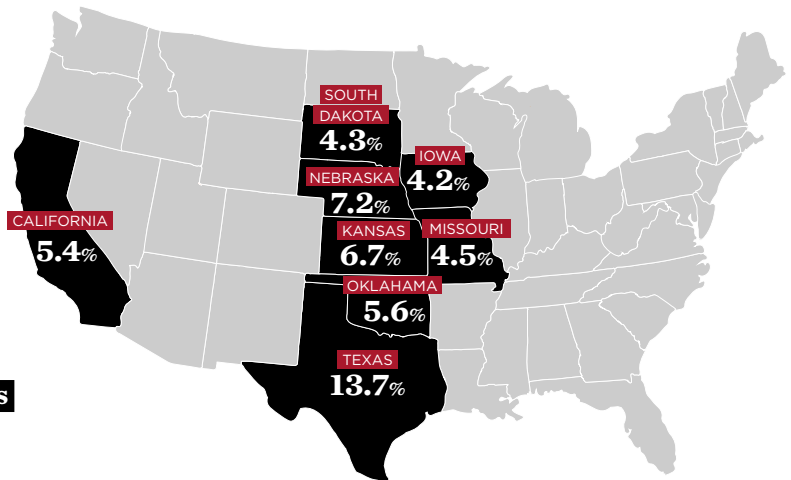 SOUTH
DAKOTA
4.3%
IOWA
4.2%
NEBRASKA
7.2%
CALIFORNIA
5.4%
KANSAS
6.7%
MISSOURI
4.5%
OKLAHOMA
5.6%
TEXAS
13.7%
s